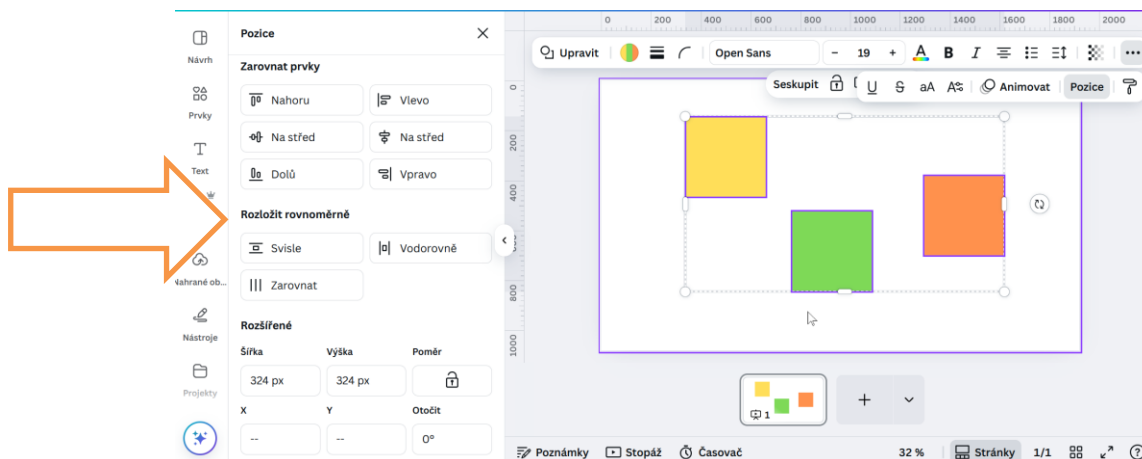 Návrh
Prvky
Text
Nahrané ob...
Nástroje
Projekty
Pozice
Zarovnat prvky
Nahoru
Vlevo
Na střed
Na střed
Dolů
Vpravo
Rozložit rovnoměrně
Svisle
Vodorovně
Zarovnat
Rozšířené
Šířka
Výška
Poměr
324 px
324 px
X
Y
Otočit
--
--
0°
0 200 400 600 800 1000 1200 1400 1600 1800 2000
0
200
400
800
1000
Upravit
Open Sans
– 19 +
A
B
I
Seskupit
U
S
aA
Animovat
Pozice
1
Poznámky
Stopáž
Časovač
32 %
Stránky
1/1